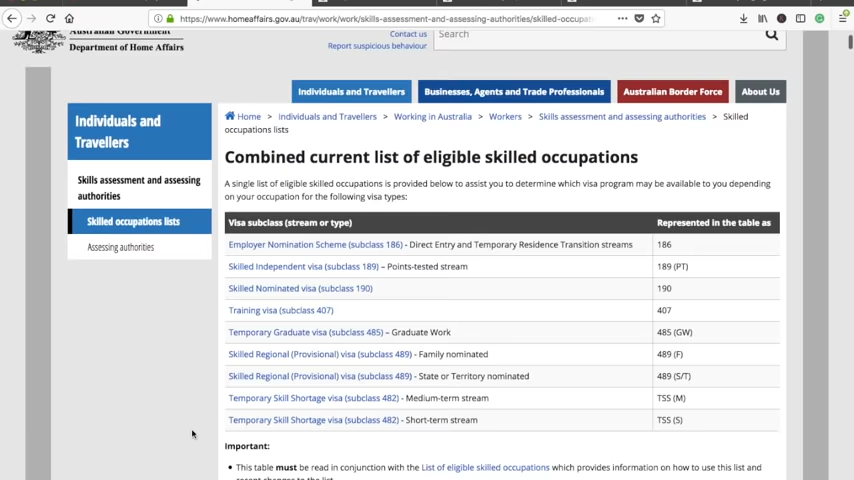 https://www.homeaffairs.gov.au/trav/work/work/skills-assessment-and-assessing-authorities/skilled-occupat
Australian Government
Department of Home Affairs
Contact us
Report suspicious behaviour
Search
Individuals and Travellers
Businesses, Agents and Trade Professionals
Australian Border Force
About Us
Individuals and
Travellers
Skills assessment and assessing
authorities
Skilled occupations lists
Assessing authorities
Home > Individuals and Travellers > Working in Australia > Workers > Skills assessment and assessing authorities > Skilled
occupations lists
Combined current list of eligible skilled occupations
A single list of eligible skilled occupations is provided below to assist you to determine which visa program may be available to you depending
on your occupation for the following visa types:
Visa subclass (stream or type) Represented in the table as
Employer Nomination Scheme (subclass 186) - Direct Entry and Temporary Residence Transition streams 186
Skilled Independent visa (subclass 189) – Points-tested stream 189 (PT)
Skilled Nominated visa (subclass 190) 190
Training visa (subclass 407) 407
Temporary Graduate visa (subclass 485) – Graduate Work 485 (GW)
Skilled Regional (Provisional) visa (subclass 489) - Family nominated 489 (F)
Skilled Regional (Provisional) visa (subclass 489) - State or Territory nominated 489 (S/T)
Temporary Skill Shortage visa (subclass 482) - Medium-term stream TSS (M)
Temporary Skill Shortage visa (subclass 482) - Short-term stream TSS (S)
Important:
• This table must be read in conjunction with the List of eligible skilled occupations which provides information on how to use this list and
recent changes to the list